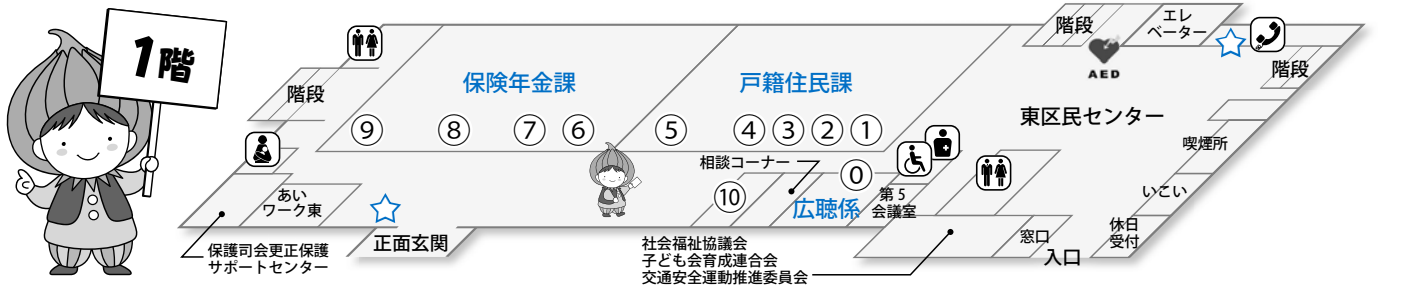 1階
階段
保険年金課
戸籍住民課
階段
エレ
ベーター
AED
階段
東区民センター
⑨
⑧
⑦
⑥
⑤
④
③
②
①
喫煙所
相談コーナー
⓪
⑩
広聴係
第5
会議室
いこい
あい
ワーク東
正面玄関
窓口
休日
受付
入口
保護司会更正保護
サポートセンター
社会福祉協議会
子ども会育成連合会
交通安全運動推進委員会